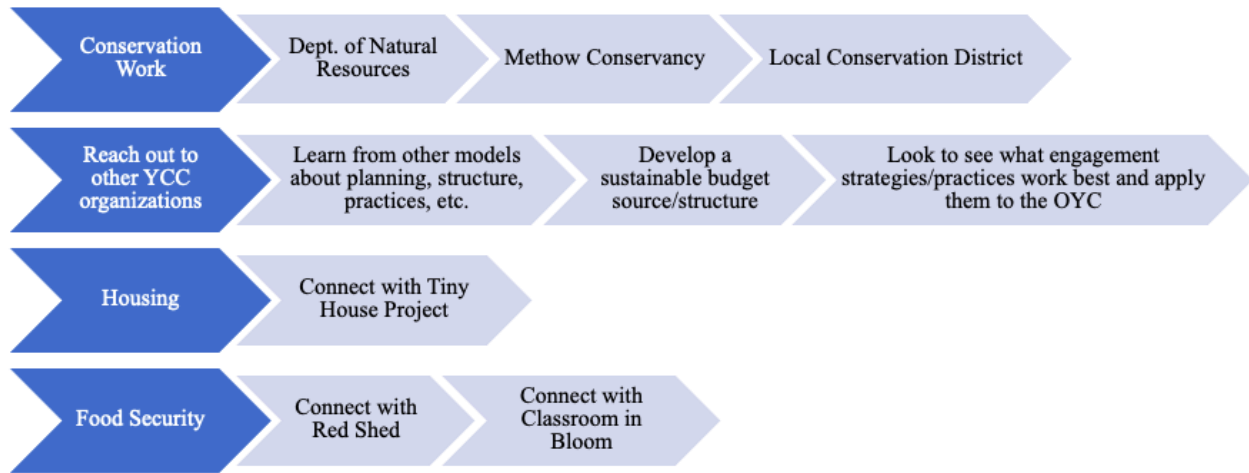 Conservation
Work
Dept. of Natural
Resources
Methow Conservancy
Local Conservation District
Reach out to
other YCC
organizations
Learn from other models
about planning, structure,
practices, etc.
Develop a
sustainable budget
source/structure
Look to see what engagement
strategies/practices work best and apply
them to the OYC
Housing
Connect with Tiny
House Project
Food Security
Connect with
Red Shed
Connect with
Classroom in
Bloom